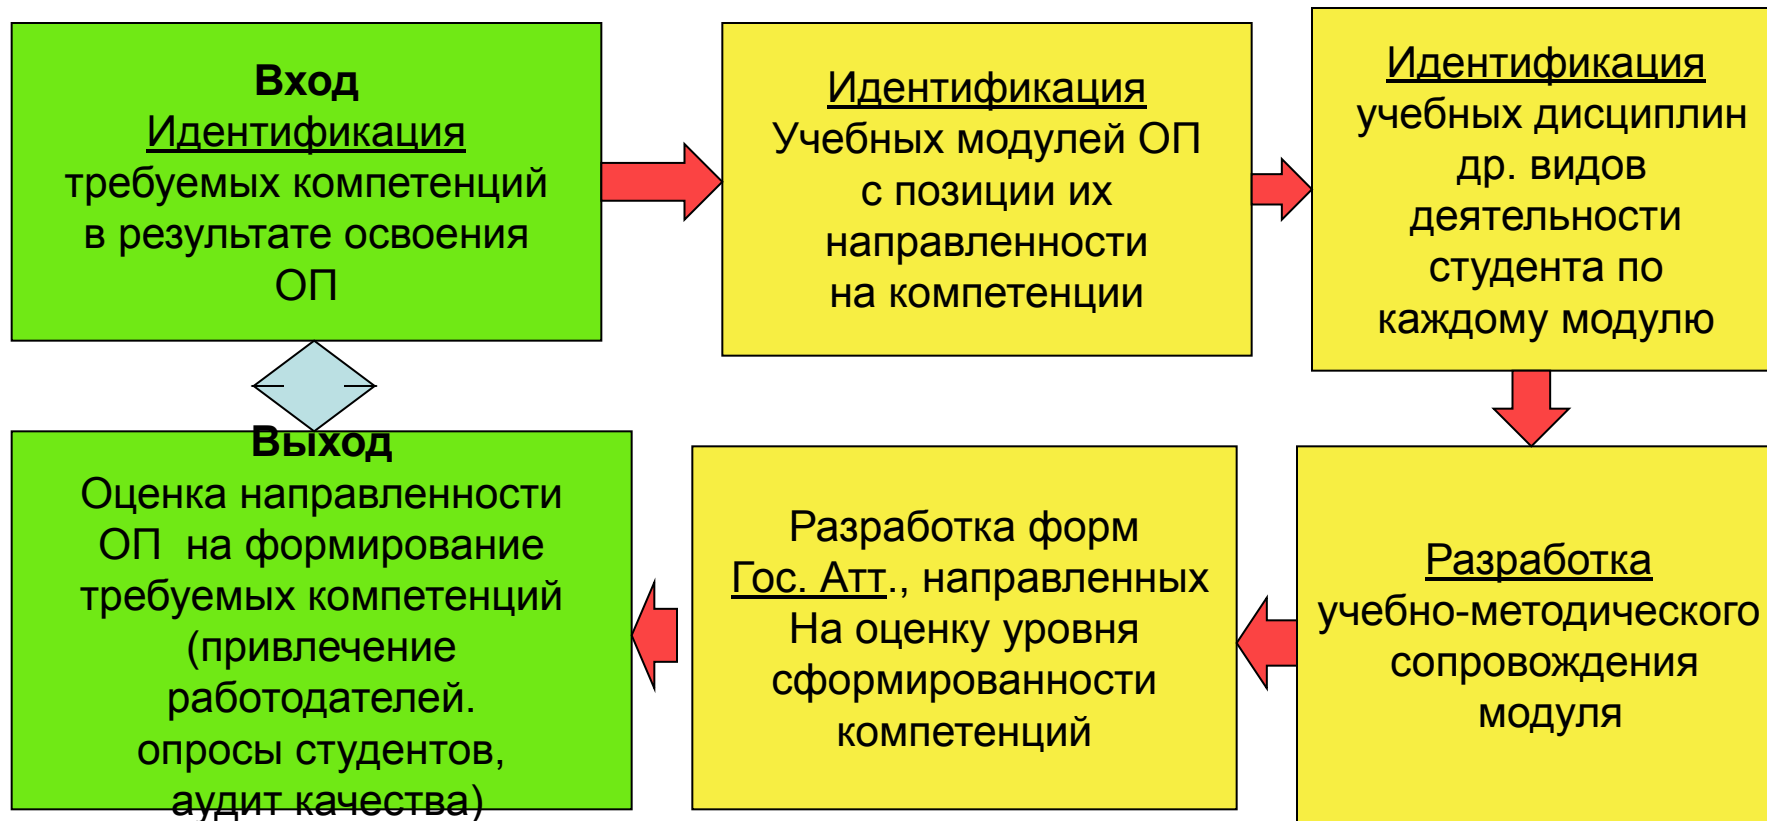 Вход
Идентификация
требуемых компетенций
в результате освоения
ОП
Идентификация
Учебных модулей ОП
с позиции их
направленности
на компетенции
Идентификация
учебных дисциплин
др. видов
деятельности
студента по
каждому модулю
Разработка
учебно-методического
сопровождения
модуля
Разработка форм
Гос. Атт., направленных
На оценку уровня
сформированности
компетенций
Выход
Оценка направленности
ОП на формирование
требуемых компетенций
(привлечение
работодателей.
опросы студентов,
аудит качества)